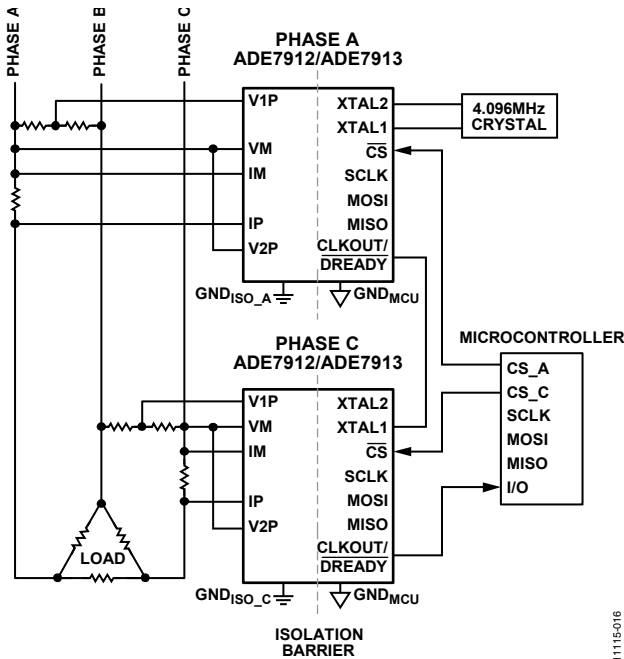 PHASE A
PHASE B
PHASE C
PHASE A
ADE7912/ADE7913
V1P
VM
IM
IP
V2P
XTAL2
XTAL1
CS
SCLK
MOSI
MISO
CLKOUT/
DREADY
4.096MHz
CRYSTAL
GNDISO_A
GNDMCU
PHASE C
ADE7912/ADE7913
V1P
VM
IM
IP
V2P
XTAL2
XTAL1
CS
SCLK
MOSI
MISO
CLKOUT/
DREADY
MICROCONTROLLER
CS_A
CS_C
SCLK
MOSI
MISO
I/O
LOAD
GNDISO_C
GNDMCU
ISOLATION
BARRIER
11115-016